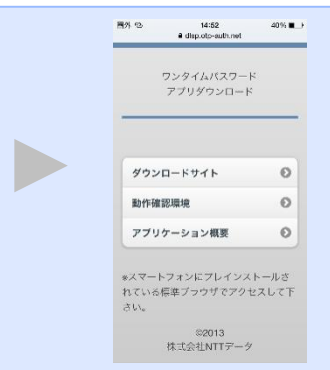 圏外 14:52 40%
disp.otp-auth.net
ワンタイムパスワード
アプリダウンロード
ダウンロードサイト
動作確認環境
アプリケーション概要
※スマートフォンにプレインストールさ
れている標準ブラウザでアクセスして下
さい。
©2013
株式会社NTTデータ